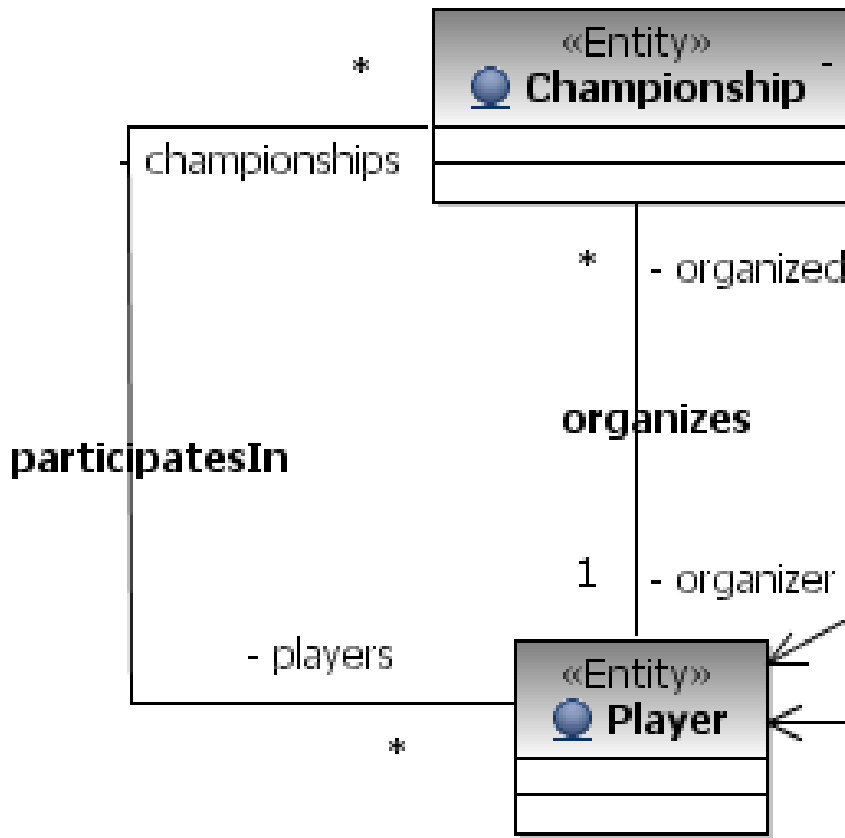 «Entity»
* -
Championship
- championships
*
- organized
organizes
participatesIn
1
- organizer
- players
«Entity»
Player
*